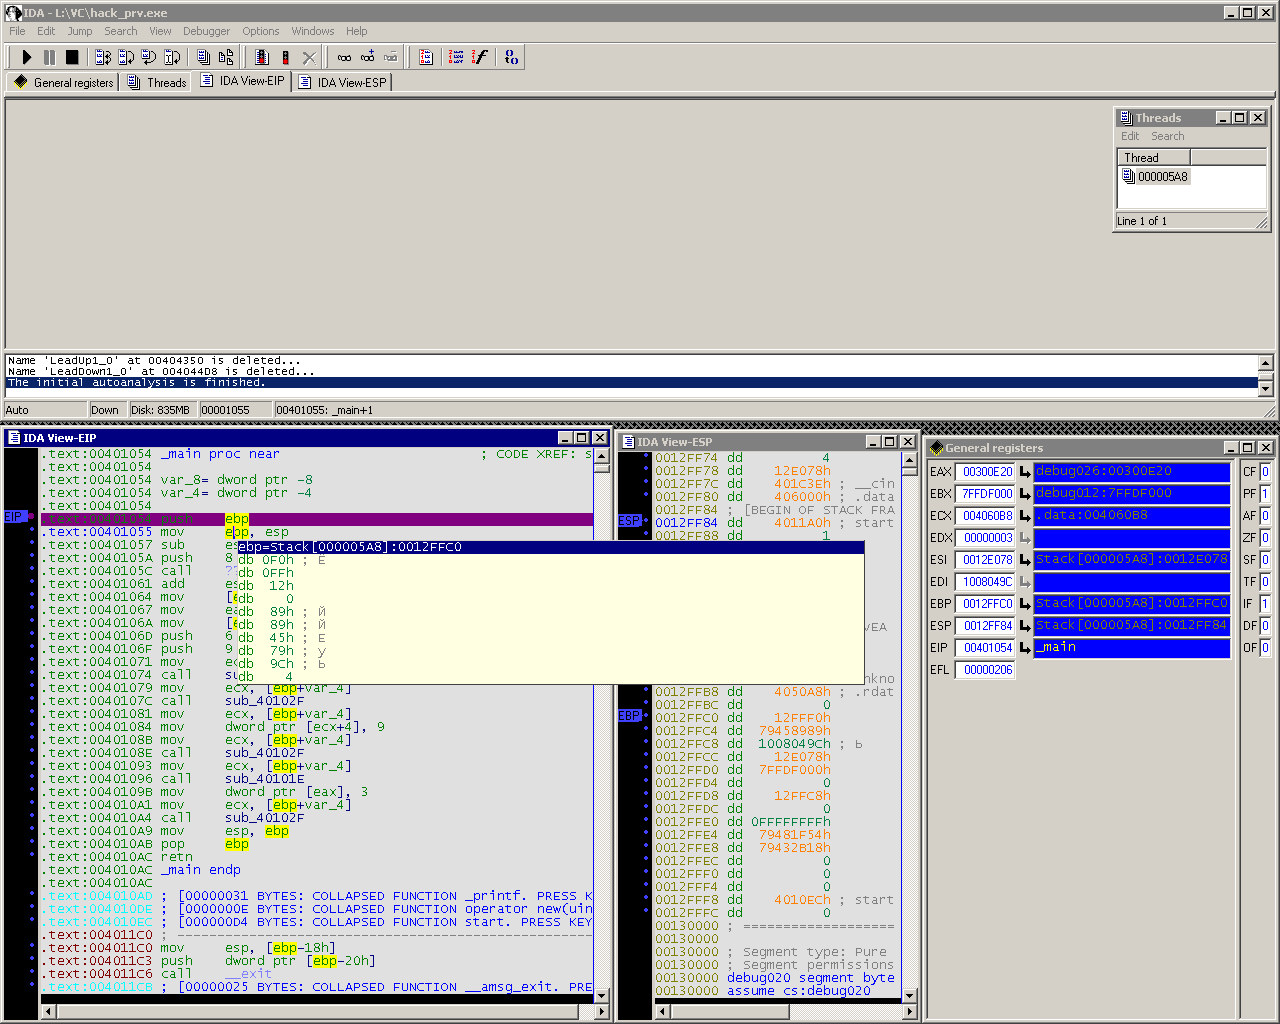 IDA - L:\VC\hack_prv.exe
File Edit Jump Search View Debugger Options Windows Help
General registers Threads IDA View-EIP IDA View-ESP
Threads
Edit Search
Thread
000005A8
Line 1 of 1
Name 'LeadUp1_0' at 00404350 is deleted...
Name 'LeadDown1_0' at 004044D8 is deleted...
The initial autoanalysis is finished.
Auto Down Disk: 835MB 00001055 00401055: _main+1
IDA View-EIP
.text:00401054 _main proc near ; CODE XREF: s
.text:00401054
.text:00401054 var_8= dword ptr -8
.text:00401054 var_4= dword ptr -4
.text:00401054
EIP .text:00401054 push ebp
.text:00401055 mov ebp, esp
.text:00401057 sub es
.text:0040105A push 8
.text:0040105C call ??
.text:00401061 add es
.text:00401064 mov [e
.text:00401067 mov ea
.text:0040106A mov [e
.text:0040106D push 6
.text:0040106F push 9
.text:00401071 mov ec
.text:00401074 call su
.text:00401079 mov ecx, [ebp+var_4]
.text:0040107C call sub_40102F
.text:00401081 mov ecx, [ebp+var_4]
.text:00401084 mov dword ptr [ecx+4], 9
.text:0040108B mov ecx, [ebp+var_4]
.text:0040108E call sub_40102F
.text:00401093 mov ecx, [ebp+var_4]
.text:00401096 call sub_40101E
.text:0040109B mov dword ptr [eax], 3
.text:004010A1 mov ecx, [ebp+var_4]
.text:004010A4 call sub_40102F
.text:004010A9 mov esp, ebp
.text:004010AB pop ebp
.text:004010AC retn
.text:004010AC _main endp
.text:004010AC
.text:004010AD ; [00000031 BYTES: COLLAPSED FUNCTION _printf. PRESS K
.text:004010DE ; [0000000E BYTES: COLLAPSED FUNCTION operator new(uin
.text:004010EC ; [000000D4 BYTES: COLLAPSED FUNCTION start. PRESS KEY
.text:004011C0 ; ----------------------------------------------------
.text:004011C0 mov esp, [ebp-18h]
.text:004011C3 push dword ptr [ebp-20h]
.text:004011C6 call __exit
.text:004011CB ; [00000025 BYTES: COLLAPSED FUNCTION __amsg_exit. PRE
ebp=Stack[000005A8]:0012FFC0
db 0F0h ; Ё
db 0FFh
db 12h
db 0
db 89h ; Й
db 89h ; Й
db 45h ; E
db 79h ; y
db 9Ch ; Ь
db 4
IDA View-ESP
0012FF74 dd 4
0012FF78 dd 12E078h
0012FF7C dd 401C3Eh ; __cin
0012FF80 dd 406000h ; .data
0012FF84 ; [BEGIN OF STACK FRA
ESP 0012FF84 dd 4011A0h ; start
0012FF88 dd 1
VEA
nkno
0012FFB8 dd 4050A8h ; .rdat
0012FFBC dd 0
EBP 0012FFC0 dd 12FFF0h
0012FFC4 dd 79458989h
0012FFC8 dd 1008049Ch ; Ь
0012FFCC dd 12E078h
0012FFD0 dd 7FFDF000h
0012FFD4 dd 0
0012FFD8 dd 12FFC8h
0012FFDC dd 0
0012FFE0 dd 0FFFFFFFFh
0012FFE4 dd 79481F54h
0012FFE8 dd 79432B18h
0012FFEC dd 0
0012FFF0 dd 0
0012FFF4 dd 0
0012FFF8 dd 4010ECh ; start
0012FFFC dd 0
00130000 ; ===================
00130000
00130000 ; Segment type: Pure
00130000 ; Segment permissions
00130000 debug020 segment byte
00130000 assume cs:debug020
General registers
EAX 00300E20 debug026:00300E20 CF 0
EBX 7FFDF000 debug012:7FFDF000 PF 1
ECX 004060B8 .data:004060B8 AF 0
EDX 00000003 ZF 0
ESI 0012E078 Stack[000005A8]:0012E078 SF 0
EDI 1008049C TF 0
EBP 0012FFC0 Stack[000005A8]:0012FFC0 IF 1
ESP 0012FF84 Stack[000005A8]:0012FF84 DF 0
EIP 00401054 _main OF 0
EFL 00000206